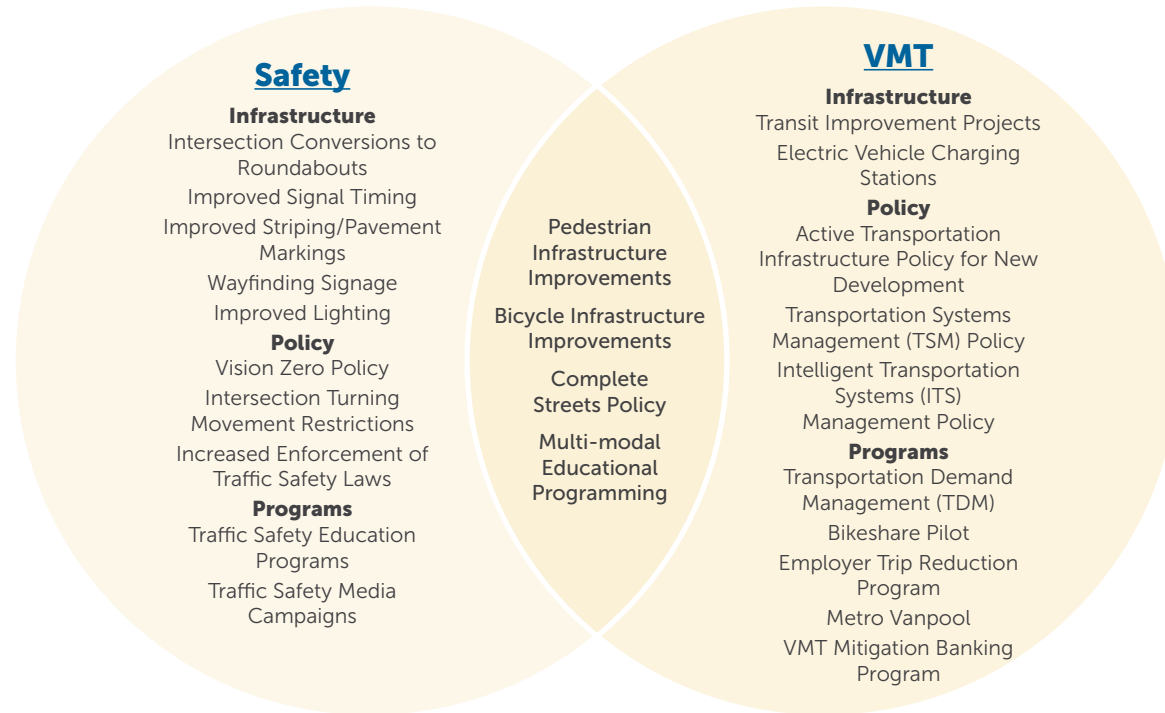 Safety
Infrastructure
Intersection Conversions to
Roundabouts
Improved Signal Timing
Improved Striping/Pavement
Markings
Wayfinding Signage
Improved Lighting
Policy
Vision Zero Policy
Intersection Turning
Movement Restrictions
Increased Enforcement of
Traffic Safety Laws
Programs
Traffic Safety Education
Programs
Traffic Safety Media
Campaigns
Pedestrian
Infrastructure
Improvements
Bicycle Infrastructure
Improvements
Complete
Streets Policy
Multi-modal
Educational
Programming
VMT
Infrastructure
Transit Improvement Projects
Electric Vehicle Charging
Stations
Policy
Active Transportation
Infrastructure Policy for New
Development
Transportation Systems
Management (TSM) Policy
Intelligent Transportation
Systems (ITS)
Management Policy
Programs
Transportation Demand
Management (TDM)
Bikeshare Pilot
Employer Trip Reduction
Program
Metro Vanpool
VMT Mitigation Banking
Program